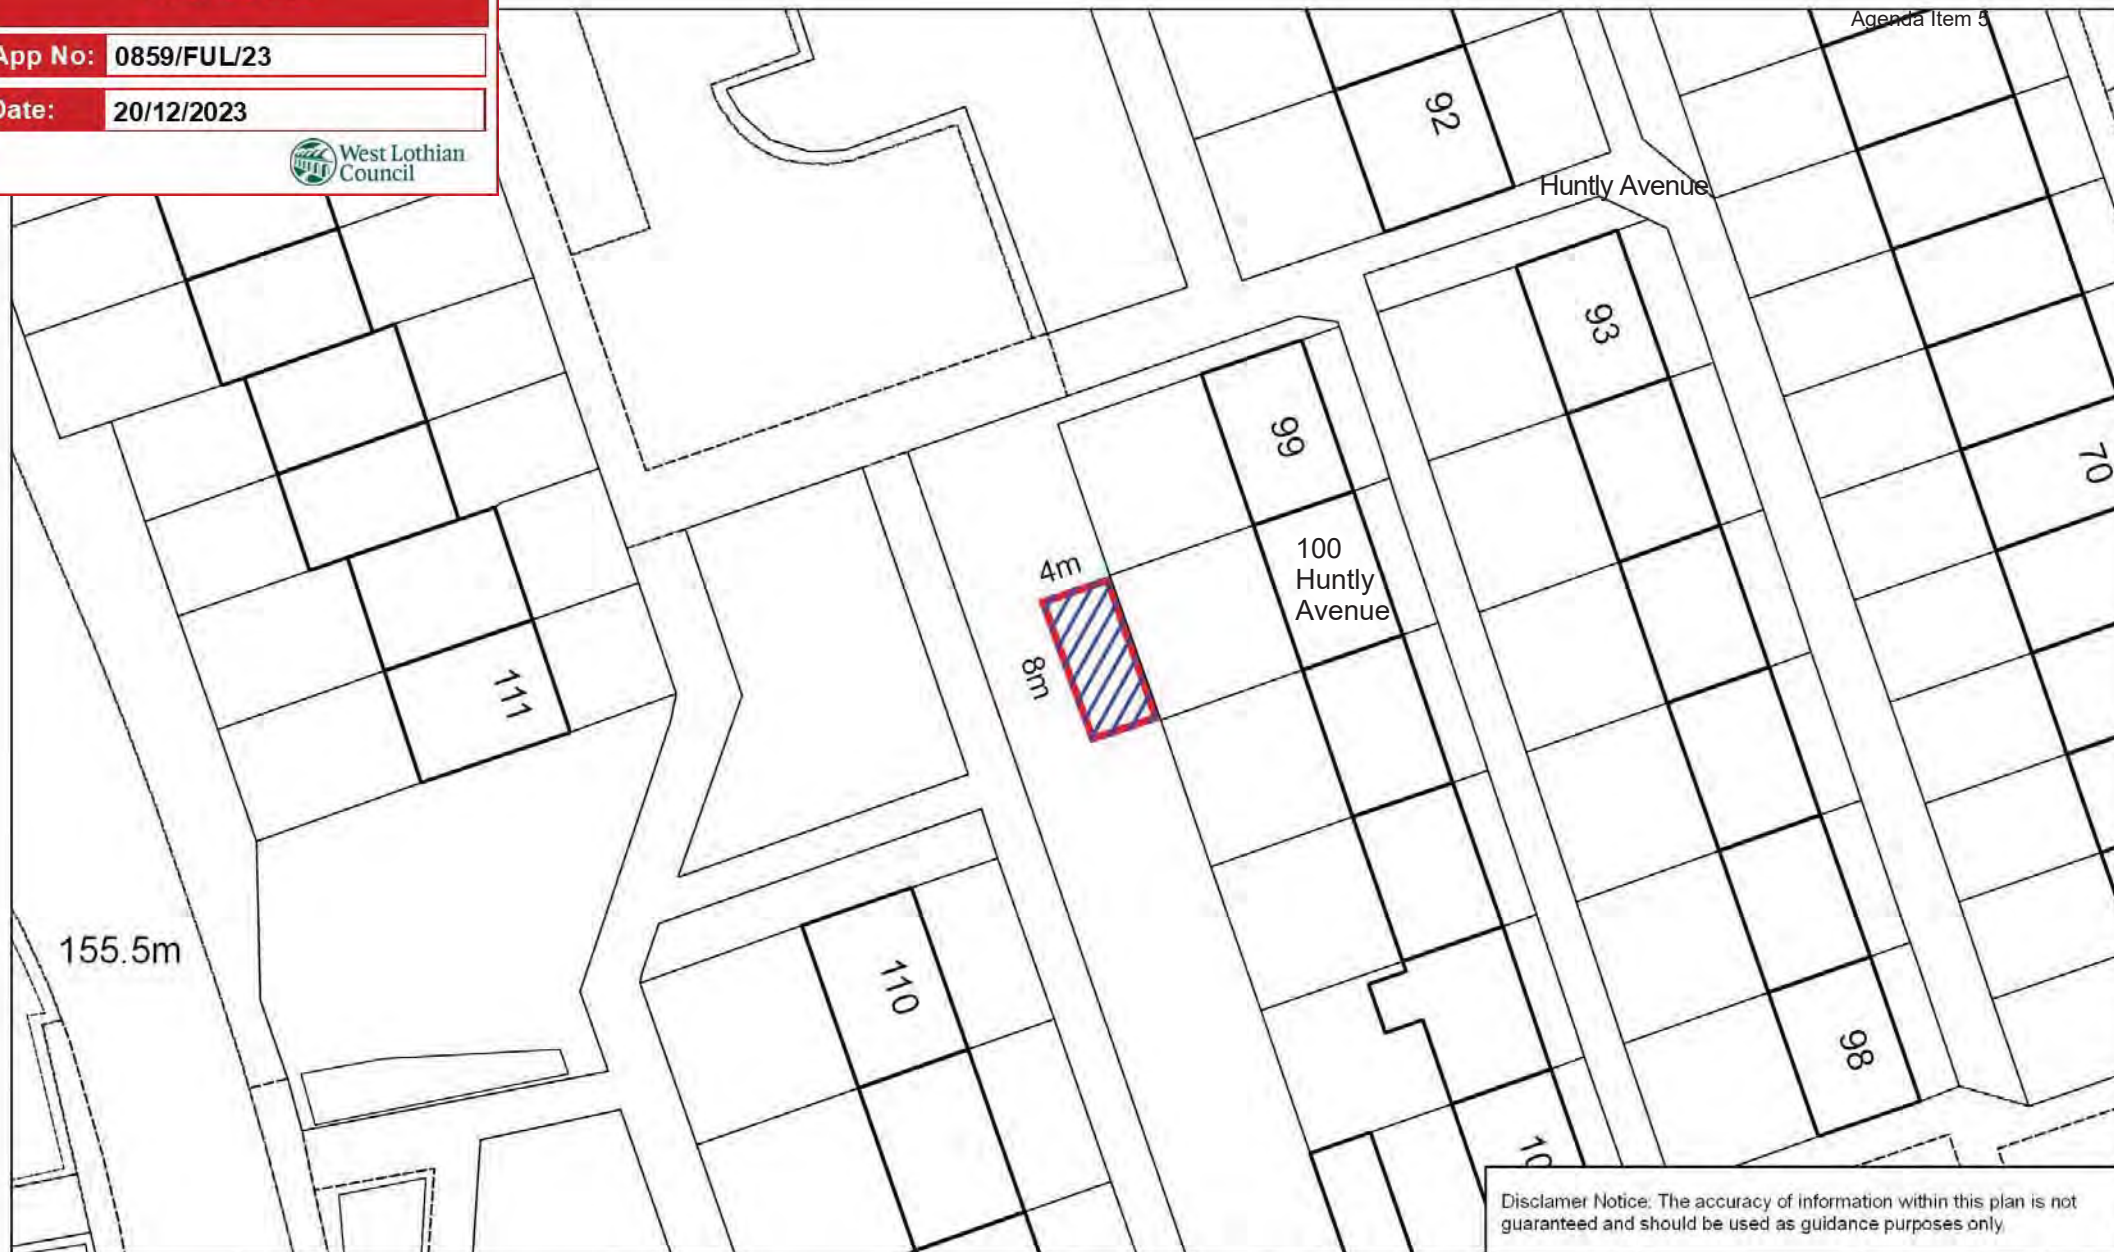 Agenda Item 5
App No: 0859/FUL/23
Date: 20/12/2023
West Lothian
Council
92
Huntly Avenue
93
99
70
100
Huntly
Avenue
4m
8m
111
155.5m
110
98
10
Disclamer Notice: The accuracy of information within this plan is not
guaranteed and should be used as guidance purposes only.